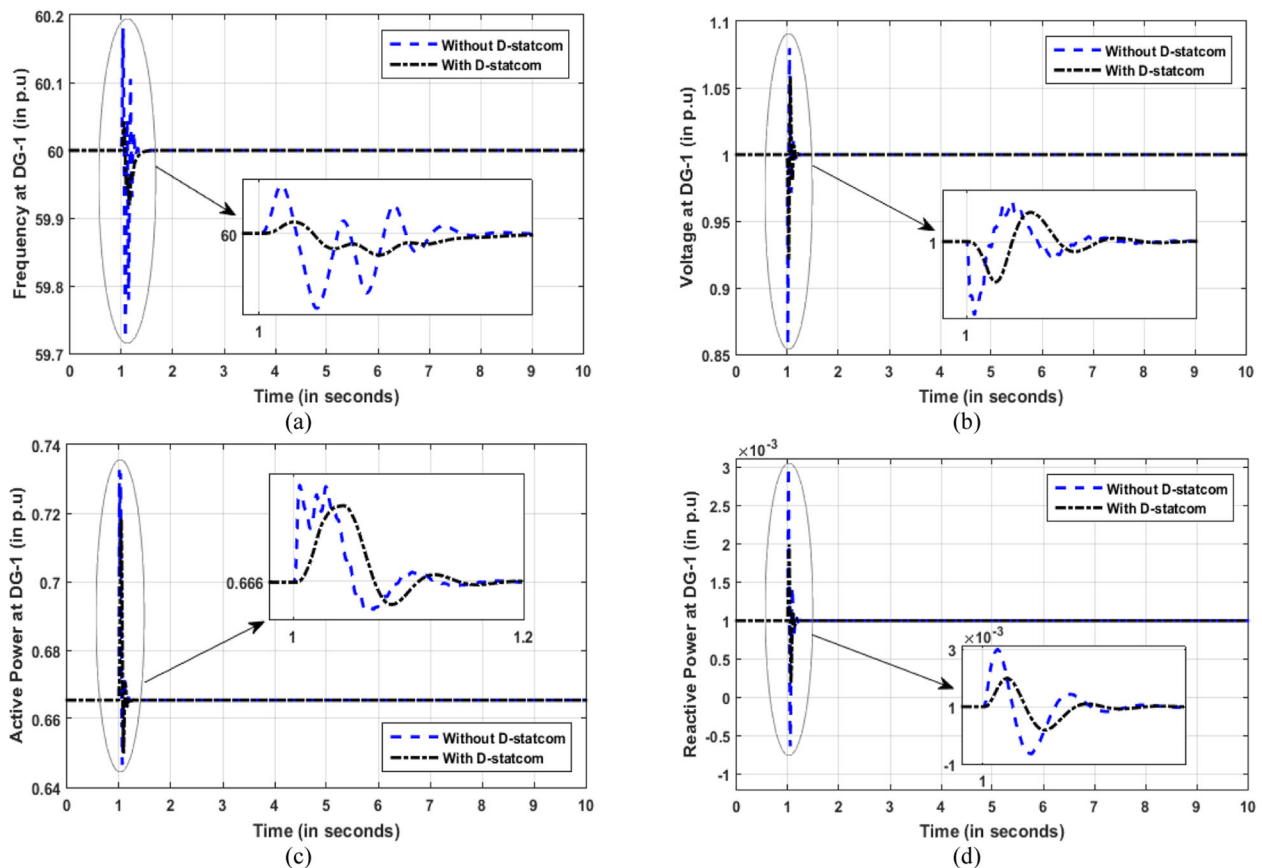 60.2
60.1
60
59.9
59.8
59.7
Frequency at DG-1 (in p.u)
Without D-statcom
With D-statcom
60
1
0 1 2 3 4 5 6 7 8 9 10
Time (in seconds)
(a)
1.1
1.05
1
0.95
0.9
0.85
Voltage at DG-1 (in p.u)
Without D-statcom
With D-statcom
1
1
0 1 2 3 4 5 6 7 8 9 10
Time (in seconds)
(b)
0.74
0.72
0.7
0.68
0.66
0.64
Active Power at DG-1 (in p.u)
0.666
1 1.2
Without D-statcom
With D-statcom
0 1 2 3 4 5 6 7 8 9 10
Time (in seconds)
(c)
×10-3
3
2.5
2
1.5
1
0.5
0
-0.5
-1
Reactive Power at DG-1 (in p.u)
Without D-statcom
With D-statcom
×10-3
3
1
-1
1
0 1 2 3 4 5 6 7 8 9 10
Time (in seconds)
(d)